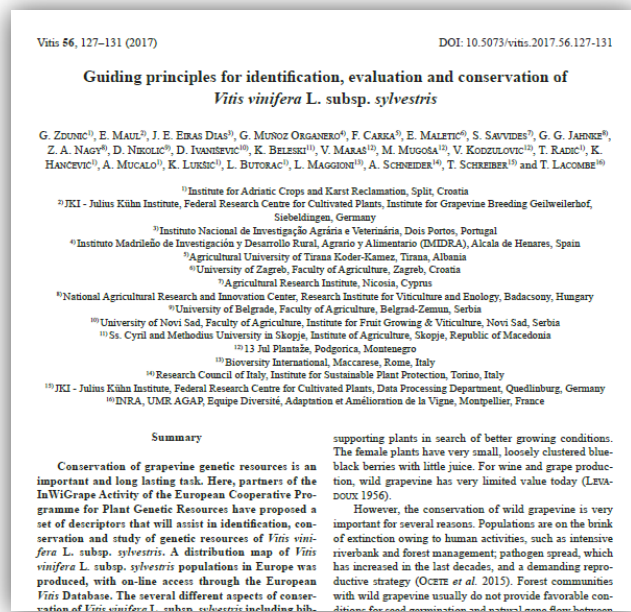 Vitis 56, 127–131 (2017)
DOI: 10.5073/vitis.2017.56.127-131
Guiding principles for identification, evaluation and conservation of
Vitis vinifera L. subsp. sylvestris
G. Zdunic¹⁾, E. Maul²⁾, J. E. Eiras Dias³⁾, G. Muñoz Organero⁴⁾, F. Carka⁵⁾, E. Maletic⁶⁾, S. Savvides⁷⁾, G. G. Jahnke⁸⁾,
Z. A. Nagy⁸⁾, D. Nikolic⁹⁾, D. Ivanišević¹⁰⁾, K. Beleski¹¹⁾, V. Maraš¹²⁾, M. Mugoša¹²⁾, V. Kodzulovic¹²⁾, T. Radić¹⁾, K.
Hančević¹⁾, A. Mucalo¹⁾, K. Lukšić¹⁾, L. Butorac¹⁾, L. Maggioni¹³⁾, A. Schneider¹⁴⁾, T. Schreiber¹⁵⁾ and T. Lacombe¹⁶⁾
¹⁾ Institute for Adriatic Crops and Karst Reclamation, Split, Croatia
²⁾ JKI - Julius Kühn Institute, Federal Research Centre for Cultivated Plants, Institute for Grapevine Breeding Geilweilerhof,
Siebeldingen, Germany
³⁾ Instituto Nacional de Investigação Agrária e Veterinária, Dois Portos, Portugal
⁴⁾ Instituto Madrileño de Investigación y Desarrollo Rural, Agrario y Alimentario (IMIDRA), Alcala de Henares, Spain
⁵⁾ Agricultural University of Tirana Koder-Kamez, Tirana, Albania
⁶⁾ University of Zagreb, Faculty of Agriculture, Zagreb, Croatia
⁷⁾ Agricultural Research Institute, Nicosia, Cyprus
⁸⁾ National Agricultural Research and Innovation Center, Research Institute for Viticulture and Enology, Badacsony, Hungary
⁹⁾ University of Belgrade, Faculty of Agriculture, Belgrad-Zemun, Serbia
¹⁰⁾ University of Novi Sad, Faculty of Agriculture, Institute for Fruit Growing & Viticulture, Novi Sad, Serbia
¹¹⁾ Ss. Cyril and Methodius University in Skopje, Institute of Agriculture, Skopje, Republic of Macedonia
¹²⁾ 13 Jul Plantaže, Podgorica, Montenegro
¹³⁾ Bioversity International, Maccarese, Rome, Italy
¹⁴⁾ Research Council of Italy, Institute for Sustainable Plant Protection, Torino, Italy
¹⁵⁾ JKI - Julius Kühn Institute, Federal Research Centre for Cultivated Plants, Data Processing Department, Quedlinburg, Germany
¹⁶⁾ INRA, UMR AGAP, Equipe Diversité, Adaptation et Amélioration de la Vigne, Montpellier, France
Summary
Conservation of grapevine genetic resources is an
important and long lasting task. Here, partners of the
InWiGrape Activity of the European Cooperative Pro-
gramme for Plant Genetic Resources have proposed a
set of descriptors that will assist in identification, con-
servation and study of genetic resources of Vitis vini-
fera L. subsp. sylvestris. A distribution map of Vitis
vinifera L. subsp. sylvestris populations in Europe was
produced, with on-line access through the European
Vitis Database. The several different aspects of conser-
vation of Vitis vinifera L. subsp. sylvestris including bib-
supporting plants in search of better growing conditions.
The female plants have very small, loosely clustered blue-
black berries with little juice. For wine and grape produc-
tion, wild grapevine has very limited value today (Leva-
doux 1956).
However, the conservation of wild grapevine is very
important for several reasons. Populations are on the brink
of extinction owing to human activities, such as intensive
riverbank and forest management; pathogen spread, which
has increased in the last decades, and a demanding repro-
ductive strategy (Ocete et al. 2015). Forest communities
with wild grapevine usually do not provide favorable con-
ditions for seed germination and natural gene flow between